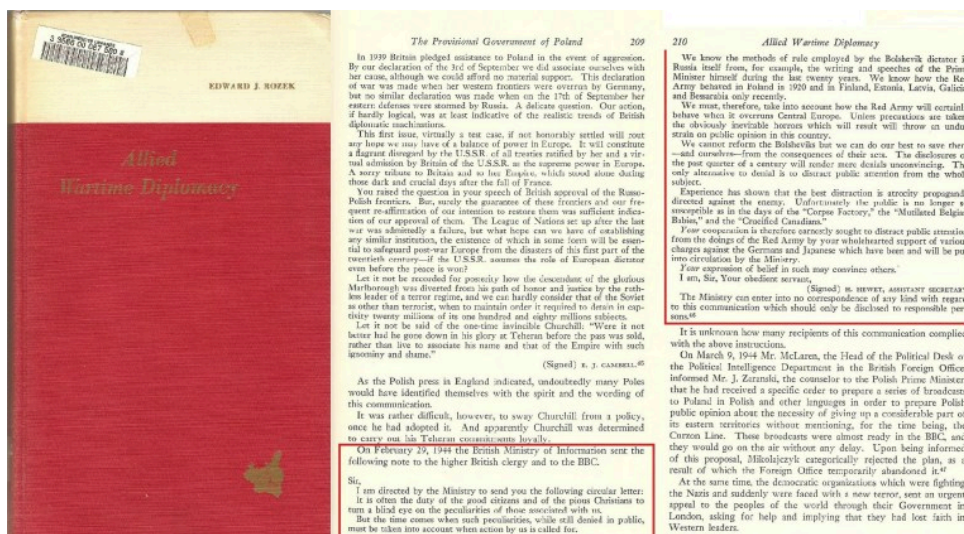 EDWARD J. ROZEK
Allied
Wartime Diplomacy
The Provisional Government of Poland 209
In 1939 Britain pledged assistance to Poland in the event of aggression.
By our declaration of the 3rd of September we did associate ourselves with
her cause, although we could afford no material support. This declaration
of war was made when her western frontiers were overrun by Germany,
but no similar declaration was made when on the 17th of September her
eastern defenses were stormed by Russia. A delicate question. Our action,
if hardly logical, was at least indicative of the realistic trends of British
diplomatic machinations.
This first issue, virtually a test case, if not honorably settled will rout
any hope we may have of a balance of power in Europe. It will constitute
a flagrant disregard by the U.S.S.R. of all treaties ratified by her and a vir-
tual admission by Britain of the U.S.S.R. as the supreme power in Europe.
A sorry tribute to Britain and to her Empire, which stood alone during
those dark and crucial days after the fall of France.
You raised the question in your speech of British approval of the Russo-
Polish frontiers. But, surely the guarantee of these frontiers and our fre-
quent re-affirmation of our intention to restore them was sufficient indica-
tion of our approval of them. The League of Nations set up after the last
war was admittedly a failure, but what hope can we have of establishing
any similar institution, the existence of which in some form will be essen-
tial to safeguard post-war Europe from the disasters of this first part of the
twentieth century—if the U.S.S.R. assumes the role of European dictator
even before the peace is won?
Let it not be recorded for posterity how the descendant of the glorious
Marlborough was diverted from his path of honor and justice by the ruth-
less leader of a terror regime, and we can hardly consider that of the Soviet
as other than terrorist, when to maintain order it required to detain in cap-
tivity twenty millions of its one hundred and eighty millions subjects.
Let it not be said of the one-time invincible Churchill: "Were it not
better had he gone down in his glory at Teheran before the pass was sold,
rather than live to associate his name and that of the Empire with such
ignominy and shame."
(Signed) E. J. CAMBELL.
As the Polish press in England indicated, undoubtedly many Poles
would have identified themselves with the spirit and the wording of
this communication.
It was rather difficult, however, to sway Churchill from a policy,
once he had adopted it. And apparently Churchill was determined
to carry out his Teheran commitments loyally.
On February 29, 1944 the British Ministry of Information sent the
following note to the higher British clergy and to the BBC.
Sir,
I am directed by the Ministry to send you the following circular letter:
It is often the duty of the good citizens and of the pious Christians to
turn a blind eye on the peculiarities of those associated with us.
But the time comes when such peculiarities, while still denied in public,
must be taken into account when action by us is called for.
210 Allied Wartime Diplomacy
We know the methods of rule employed by the Bolshevik dictator i
Russia itself from, for example, the writing and speeches of the Prim
Minister himself during the last twenty years. We know how the Re
Army behaved in Poland in 1920 and in Finland, Estonia, Latvia, Galici
and Bessarabia only recently.
We must, therefore, take into account how the Red Army will certainl
behave when it overruns Central Europe. Unless precautions are taken
the obviously inevitable horrors which will result will throw an undu
strain on public opinion in this country.
We cannot reform the Bolsheviks but we can do our best to save them
—and ourselves—from the consequences of their acts. The disclosures o
the past quarter of a century will render mere denials unconvincing. Th
only alternative to denial is to distract public attention from the whole
subject.
Experience has shown that the best distraction is atrocity propagand
directed against the enemy. Unfortunately the public is no longer s
susceptible as in the days of the "Corpse Factory," the "Mutilated Belgia
Babies," and the "Crucified Canadians."
Your cooperation is therefore earnestly sought to distract public attention
from the doings of the Red Army by your wholehearted support of various
charges against the Germans and Japanese which have been and will be put
into circulation by the Ministry.
Your expression of belief in such may convince others.
I am, Sir, Your obedient servant,
(Signed) H. HEWET, ASSISTANT SECRETARY
The Ministry can enter into no correspondence of any kind with regard
to this communication which should only be disclosed to responsible per
sons.
It is unknown how many recipients of this communication complied
with the above instructions.
On March 9, 1944 Mr. McLaren, the Head of the Political Desk of
the Political Intelligence Department in the British Foreign Office
informed Mr. J. Zaranski, the counselor to the Polish Prime Minister
that he had received a specific order to prepare a series of broadcasts
to Poland in Polish and other languages in order to prepare Polish
public opinion about the necessity of giving up a considerable part of
its eastern territories without mentioning, for the time being, the
Curzon Line. These broadcasts were almost ready in the BBC, and
they would go on the air without any delay. Upon being informed
of this proposal, Mikolajczyk categorically rejected the plan, as a
result of which the Foreign Office temporarily abandoned it.
At the same time, the democratic organizations which were fighting
the Nazis and suddenly were faced with a new terror, sent an urgent
appeal to the peoples of the world through their Government in
London, asking for help and implying that they had lost faith in
Western leaders.